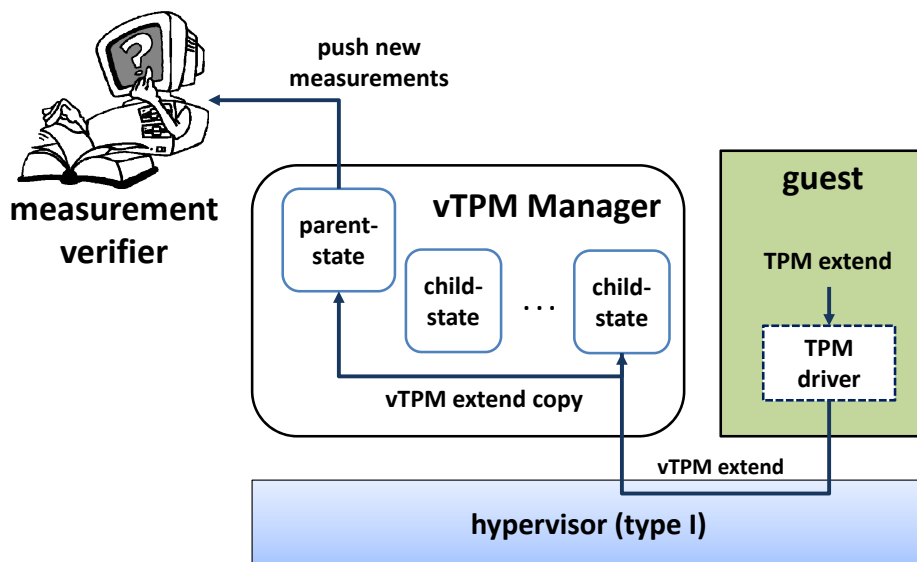 push new
measurements
?
measurement
verifier
vTPM Manager
parent-
state
child-
state
. . .
child-
state
vTPM extend copy
guest
TPM extend
TPM
driver
vTPM extend
hypervisor (type I)